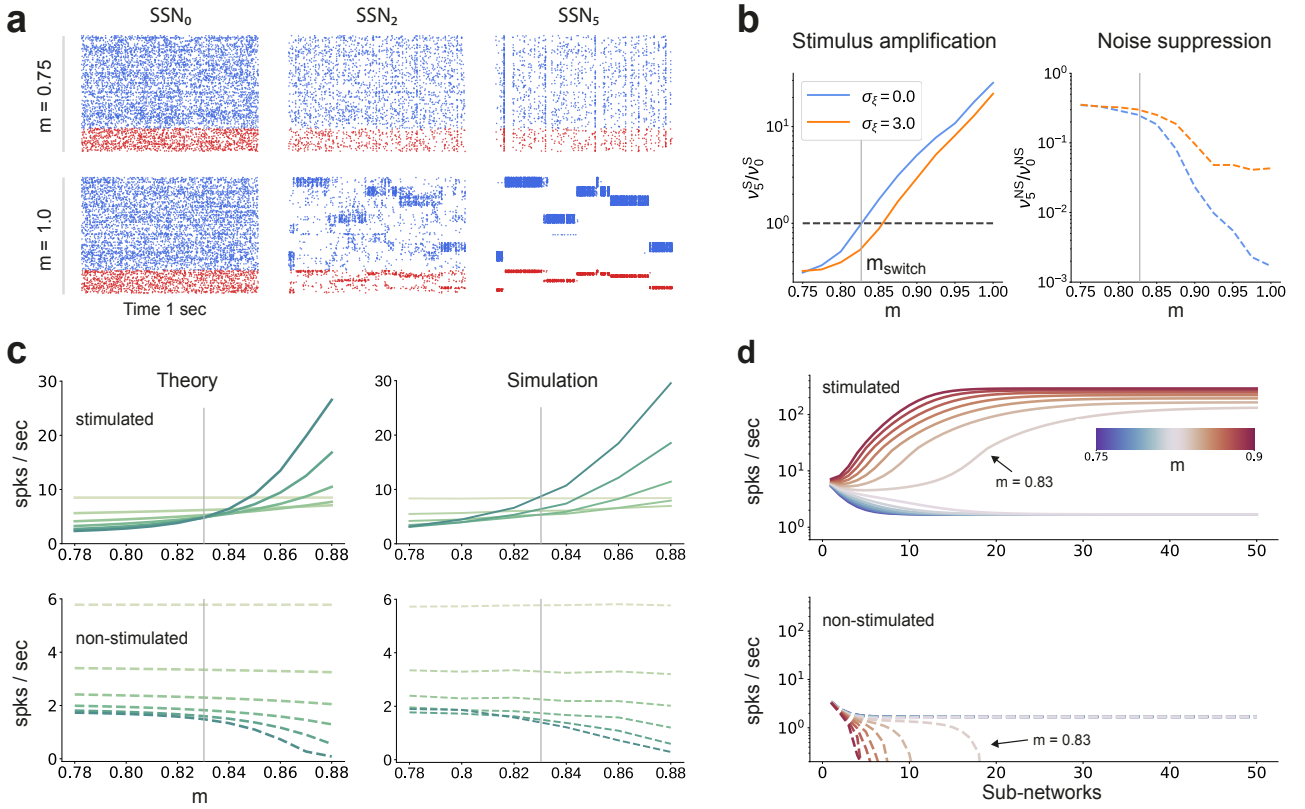 a
SSN₀ SSN₂ SSN₅
m = 0.75
m = 1.0
Time 1 sec
b
Stimulus amplification
Noise suppression
σξ = 0.0
σξ = 3.0
ν₅ˢ/ν₀ˢ
10¹
10⁰
m_switch
0.75 0.80 0.85 0.90 0.95 1.00
m
ν₅ᴺˢ/ν₀ᴺˢ
10⁰
10⁻¹
10⁻²
10⁻³
0.75 0.80 0.85 0.90 0.95 1.00
m
c
Theory
Simulation
stimulated
spks / sec
30
20
10
0
0.78 0.80 0.82 0.84 0.86 0.88
30
20
10
0
0.78 0.8 0.82 0.84 0.86 0.88
non-stimulated
spks / sec
6
4
2
0
0.78 0.80 0.82 0.84 0.86 0.88
m
6
4
2
0
0.78 0.80 0.82 0.84 0.86 0.88
d
stimulated
spks / sec
10²
10¹
10⁰
0.75 m 0.9
m = 0.83
0 10 20 30 40 50
non-stimulated
spks / sec
10²
10¹
10⁰
m = 0.83
0 10 20 30 40 50
Sub-networks